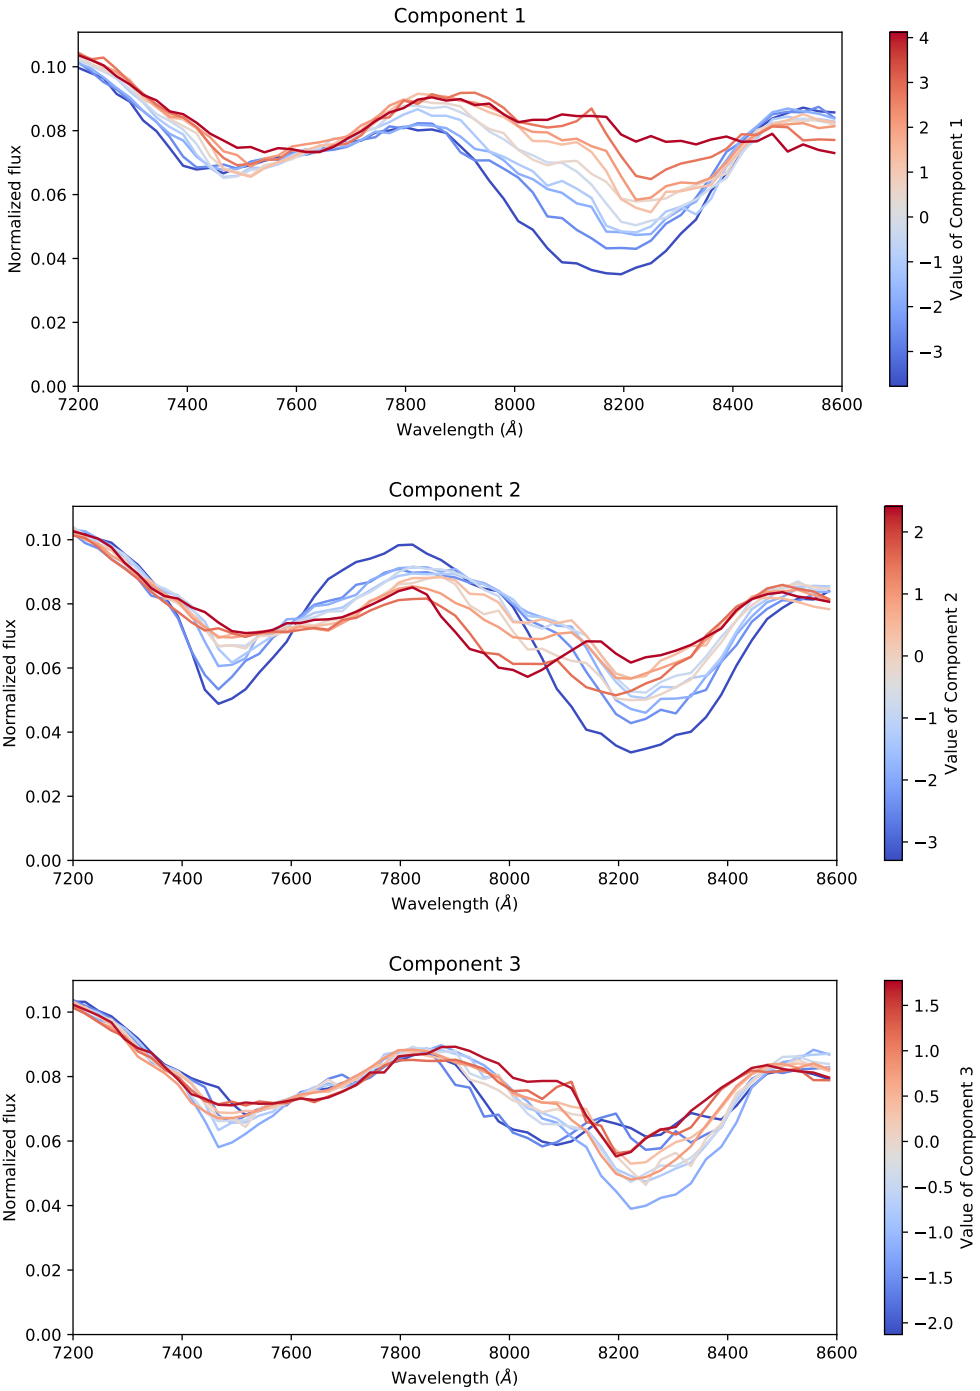 Component 1
0.10
0.08
0.06
0.04
0.02
0.00
Normalized flux
7200 7400 7600 7800 8000 8200 8400 8600
Wavelength (Å)
4
3
2
1
0
−1
−2
−3
Value of Component 1
Component 2
0.10
0.08
0.06
0.04
0.02
0.00
Normalized flux
7200 7400 7600 7800 8000 8200 8400 8600
Wavelength (Å)
2
1
0
−1
−2
−3
Value of Component 2
Component 3
0.10
0.08
0.06
0.04
0.02
0.00
Normalized flux
7200 7400 7600 7800 8000 8200 8400 8600
Wavelength (Å)
1.5
1.0
0.5
0.0
−0.5
−1.0
−1.5
−2.0
Value of Component 3